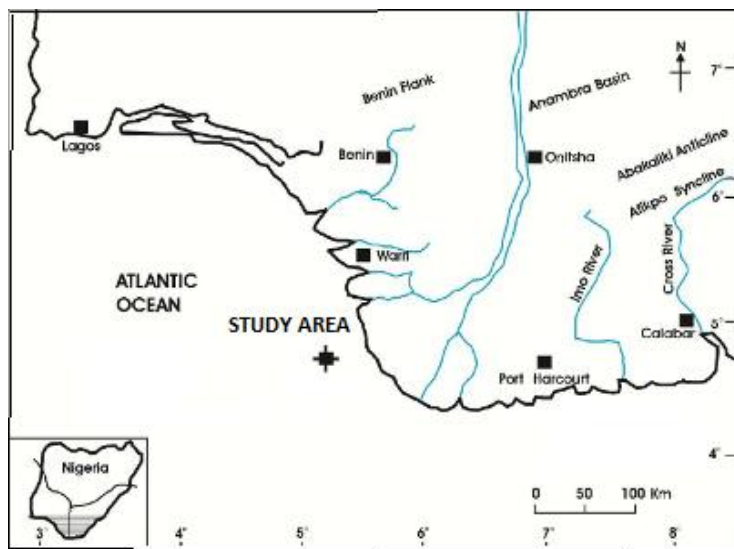 N
7°
Benin Flank
Anambra Basin
Lagos
Benin
Onitsha
Abakaliki Anticline
Afikpo Syncline
6°
Warri
Imo River
Cross River
ATLANTIC
OCEAN
STUDY AREA
5°
Calabar
Port Harcourt
Nigeria
4°
0 50 100 Km
3° 4° 5° 6° 7° 8°